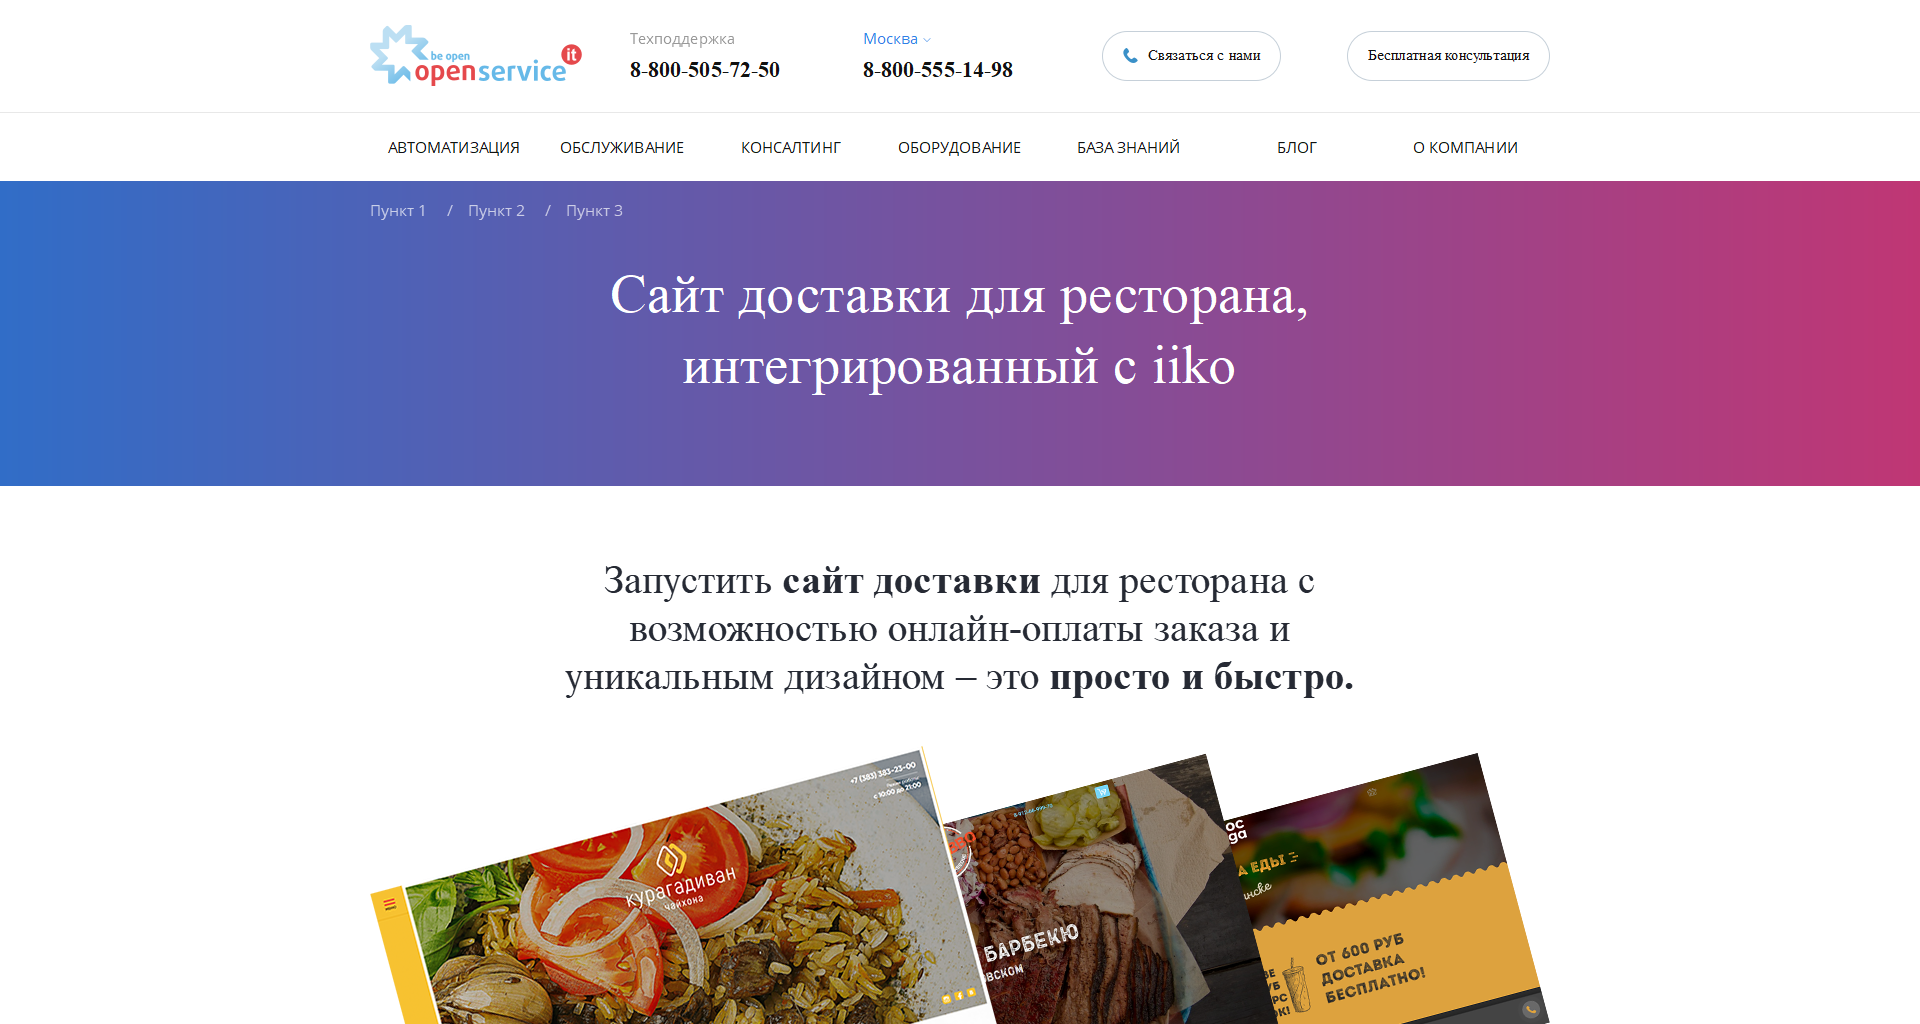 be open
openservice it
Техподдержка
8-800-505-72-50
Москва
8-800-555-14-98
Связаться с нами
Бесплатная консультация
АВТОМАТИЗАЦИЯ ОБСЛУЖИВАНИЕ КОНСАЛТИНГ ОБОРУДОВАНИЕ БАЗА ЗНАНИЙ БЛОГ О КОМПАНИИ
Пункт 1 / Пункт 2 / Пункт 3
Сайт доставки для ресторана,
интегрированный с iiko
Запустить сайт доставки для ресторана с
возможностью онлайн-оплаты заказа и
уникальным дизайном – это просто и быстро.
+7 (383) 383-23-00
с 10:00 до 21:00
КУРАГАДИВАН
чайхона
БАРБЕКЮ
ОС
да
А ЕДЫ
инске
ОТ 600 РУБ
ДОСТАВКА
БЕСПЛАТНО!